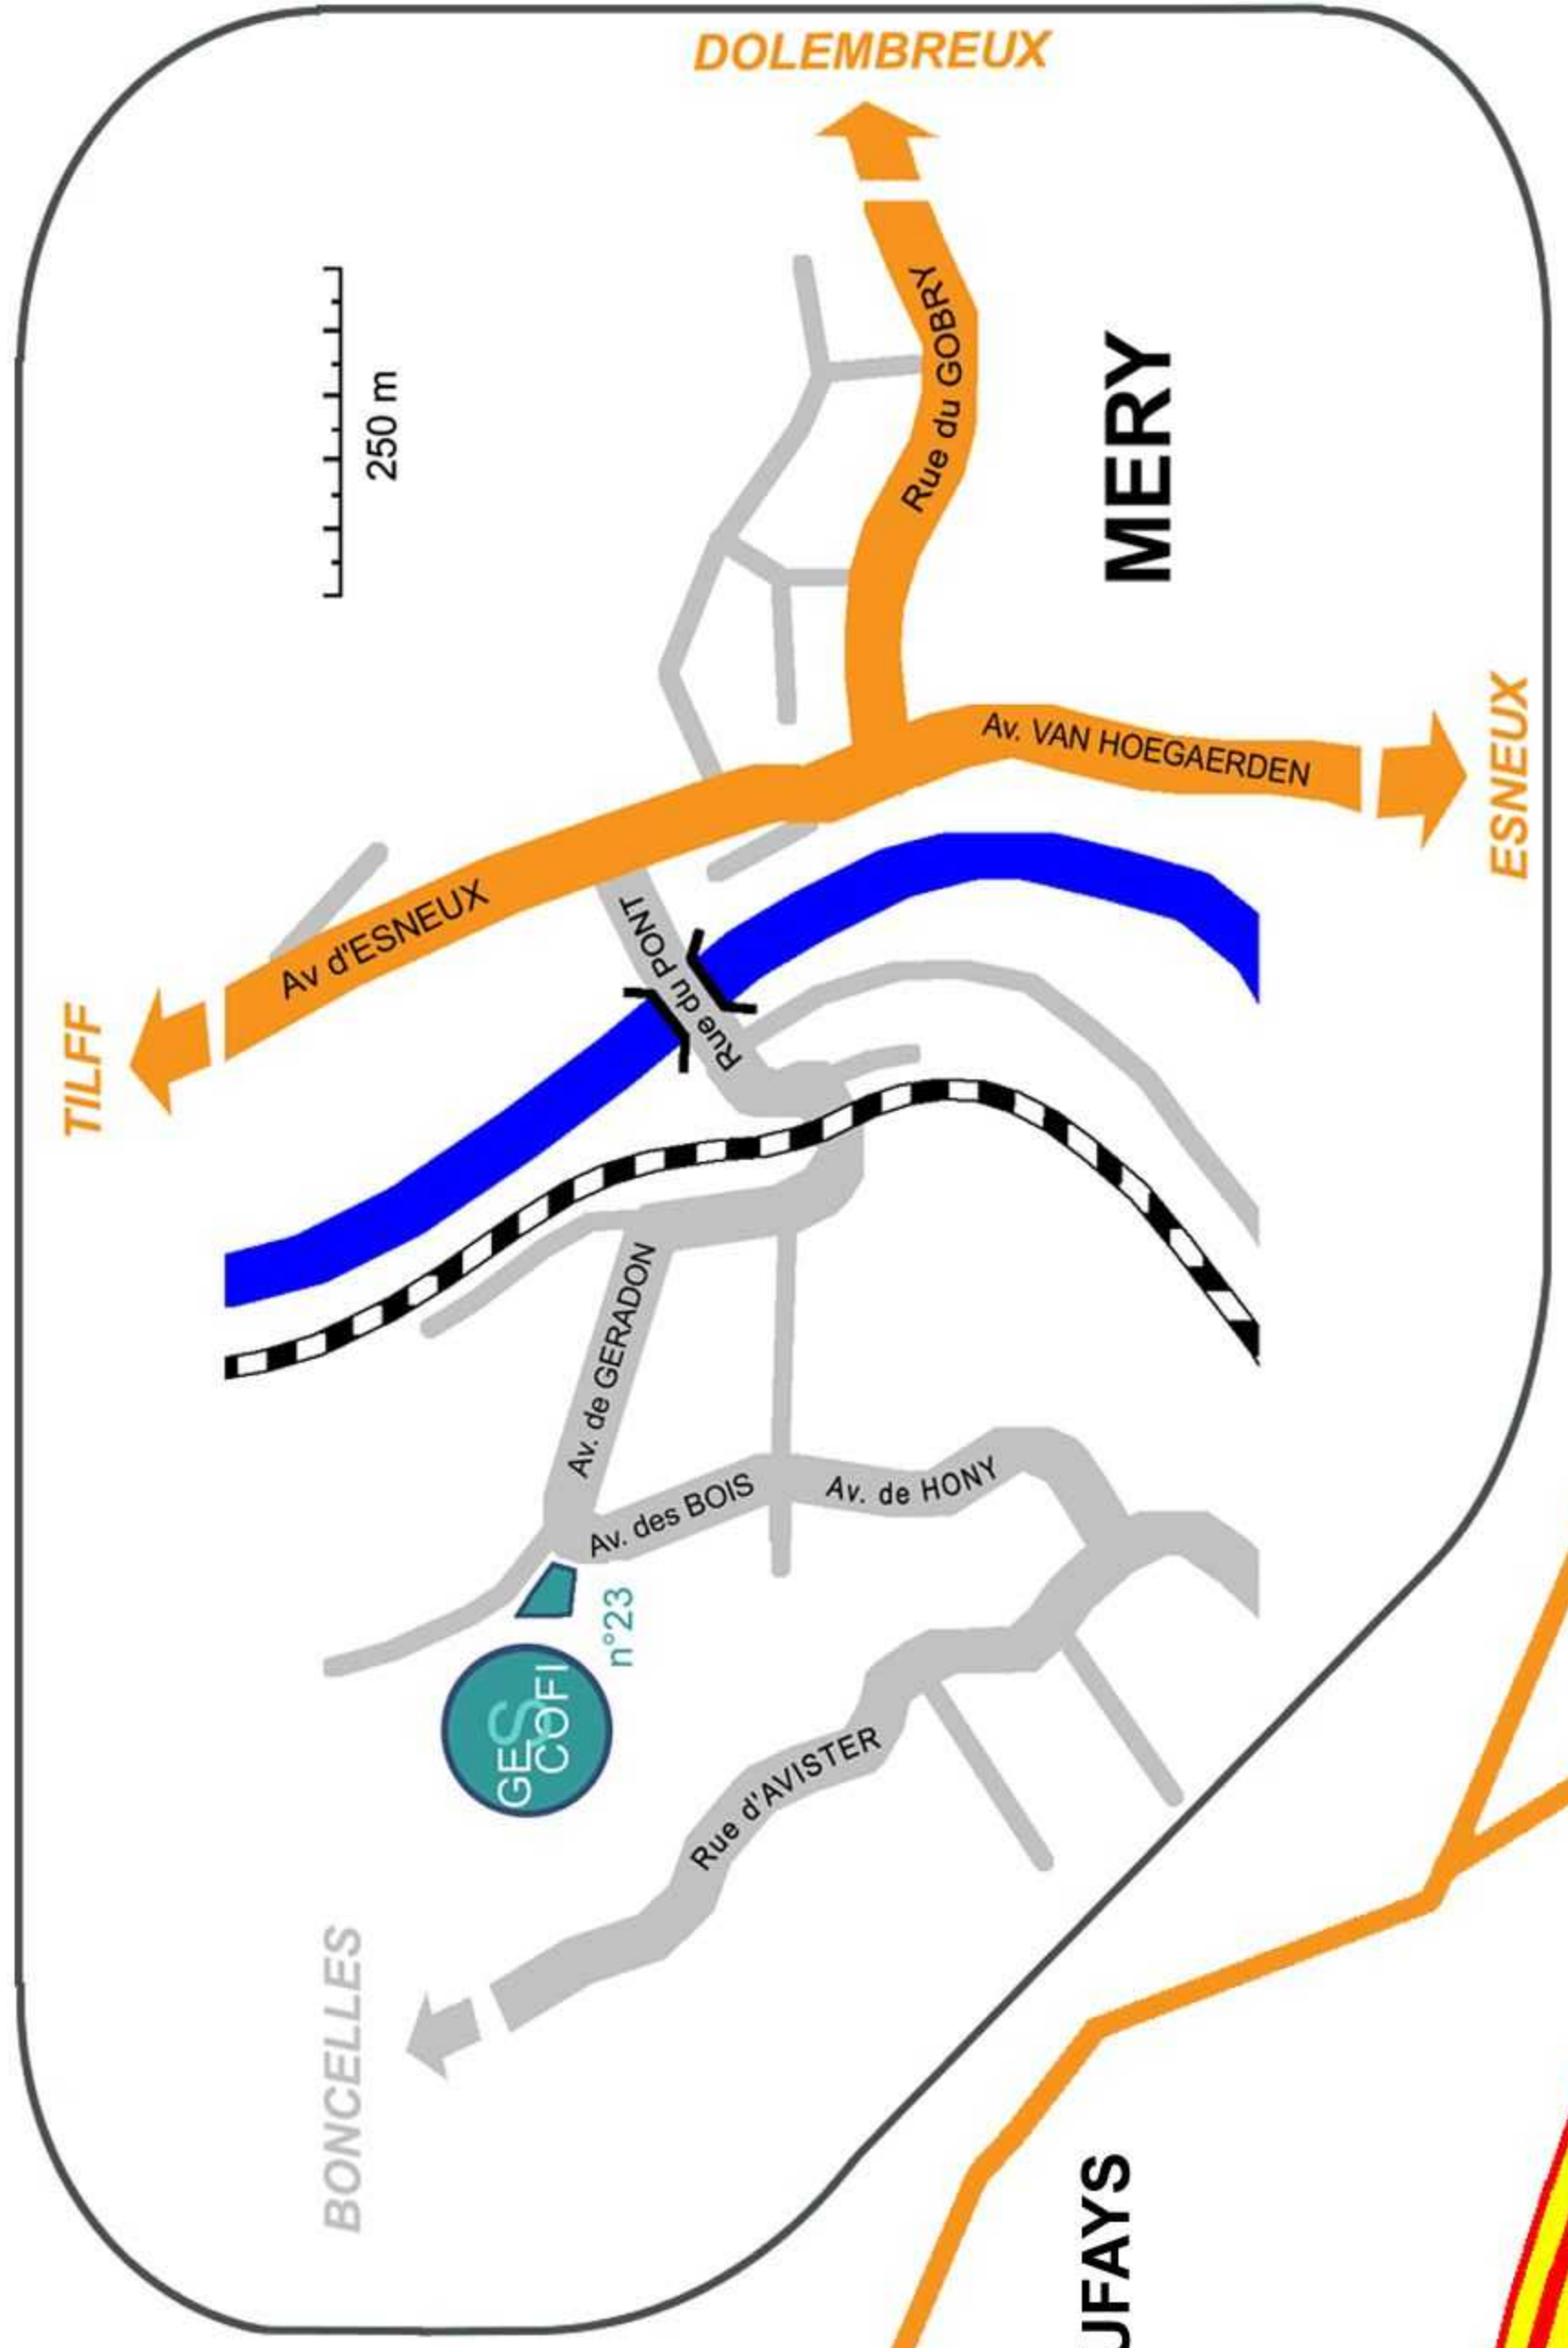 TILFF
BONCELLES
250 m
DOLEMBREUX
Av d'ESNEUX
Rue du PONT
Rue du GOBRY
Av. de GERADON
Av. des BOIS
GES
COFI
n°23
Av. de HONY
Rue d'AVISTER
Av. VAN HOEGAERDEN
MERY
ESNEUX
UFAYS